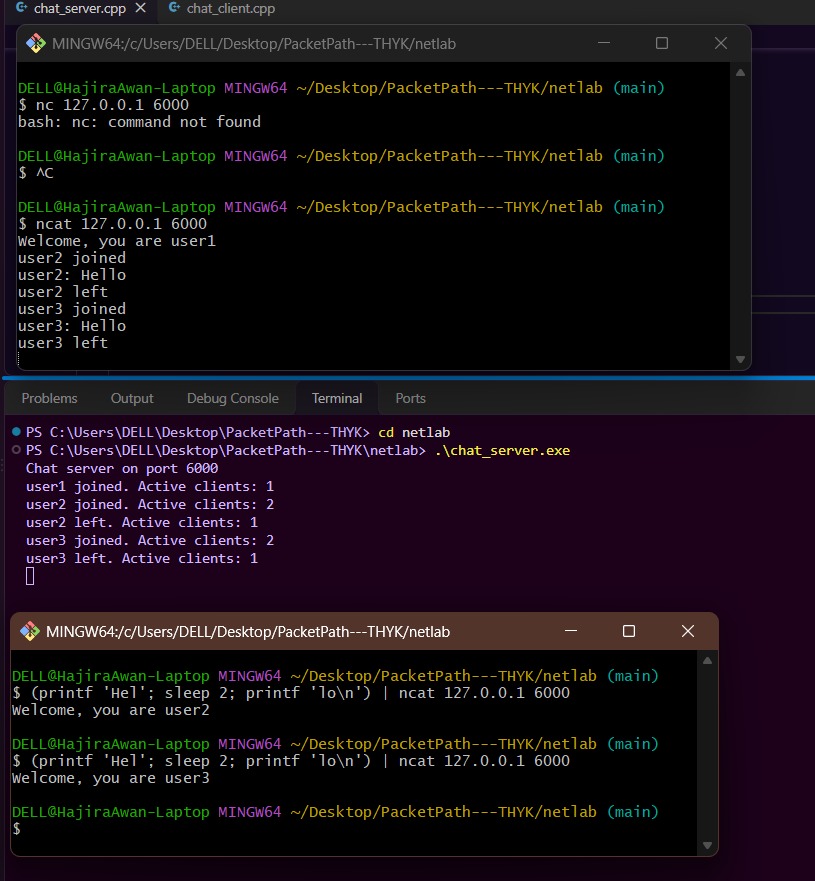 chat_server.cpp
chat_client.cpp
MINGW64:/c/Users/DELL/Desktop/PacketPath---THYK/netlab
DELL@HajiraAwan-Laptop MINGW64 ~/Desktop/PacketPath---THYK/netlab (main)
$ nc 127.0.0.1 6000
bash: nc: command not found
DELL@HajiraAwan-Laptop MINGW64 ~/Desktop/PacketPath---THYK/netlab (main)
$ ^C
DELL@HajiraAwan-Laptop MINGW64 ~/Desktop/PacketPath---THYK/netlab (main)
$ ncat 127.0.0.1 6000
Welcome, you are user1
user2 joined
user2: Hello
user2 left
user3 joined
user3: Hello
user3 left
Problems Output Debug Console Terminal Ports
PS C:\Users\DELL\Desktop\PacketPath---THYK> cd netlab
PS C:\Users\DELL\Desktop\PacketPath---THYK\netlab> .\chat_server.exe
Chat server on port 6000
user1 joined. Active clients: 1
user2 joined. Active clients: 2
user2 left. Active clients: 1
user3 joined. Active clients: 2
user3 left. Active clients: 1
MINGW64:/c/Users/DELL/Desktop/PacketPath---THYK/netlab
DELL@HajiraAwan-Laptop MINGW64 ~/Desktop/PacketPath---THYK/netlab (main)
$ (printf 'Hel'; sleep 2; printf 'lo\n') | ncat 127.0.0.1 6000
Welcome, you are user2
DELL@HajiraAwan-Laptop MINGW64 ~/Desktop/PacketPath---THYK/netlab (main)
$ (printf 'Hel'; sleep 2; printf 'lo\n') | ncat 127.0.0.1 6000
Welcome, you are user3
DELL@HajiraAwan-Laptop MINGW64 ~/Desktop/PacketPath---THYK/netlab (main)
$